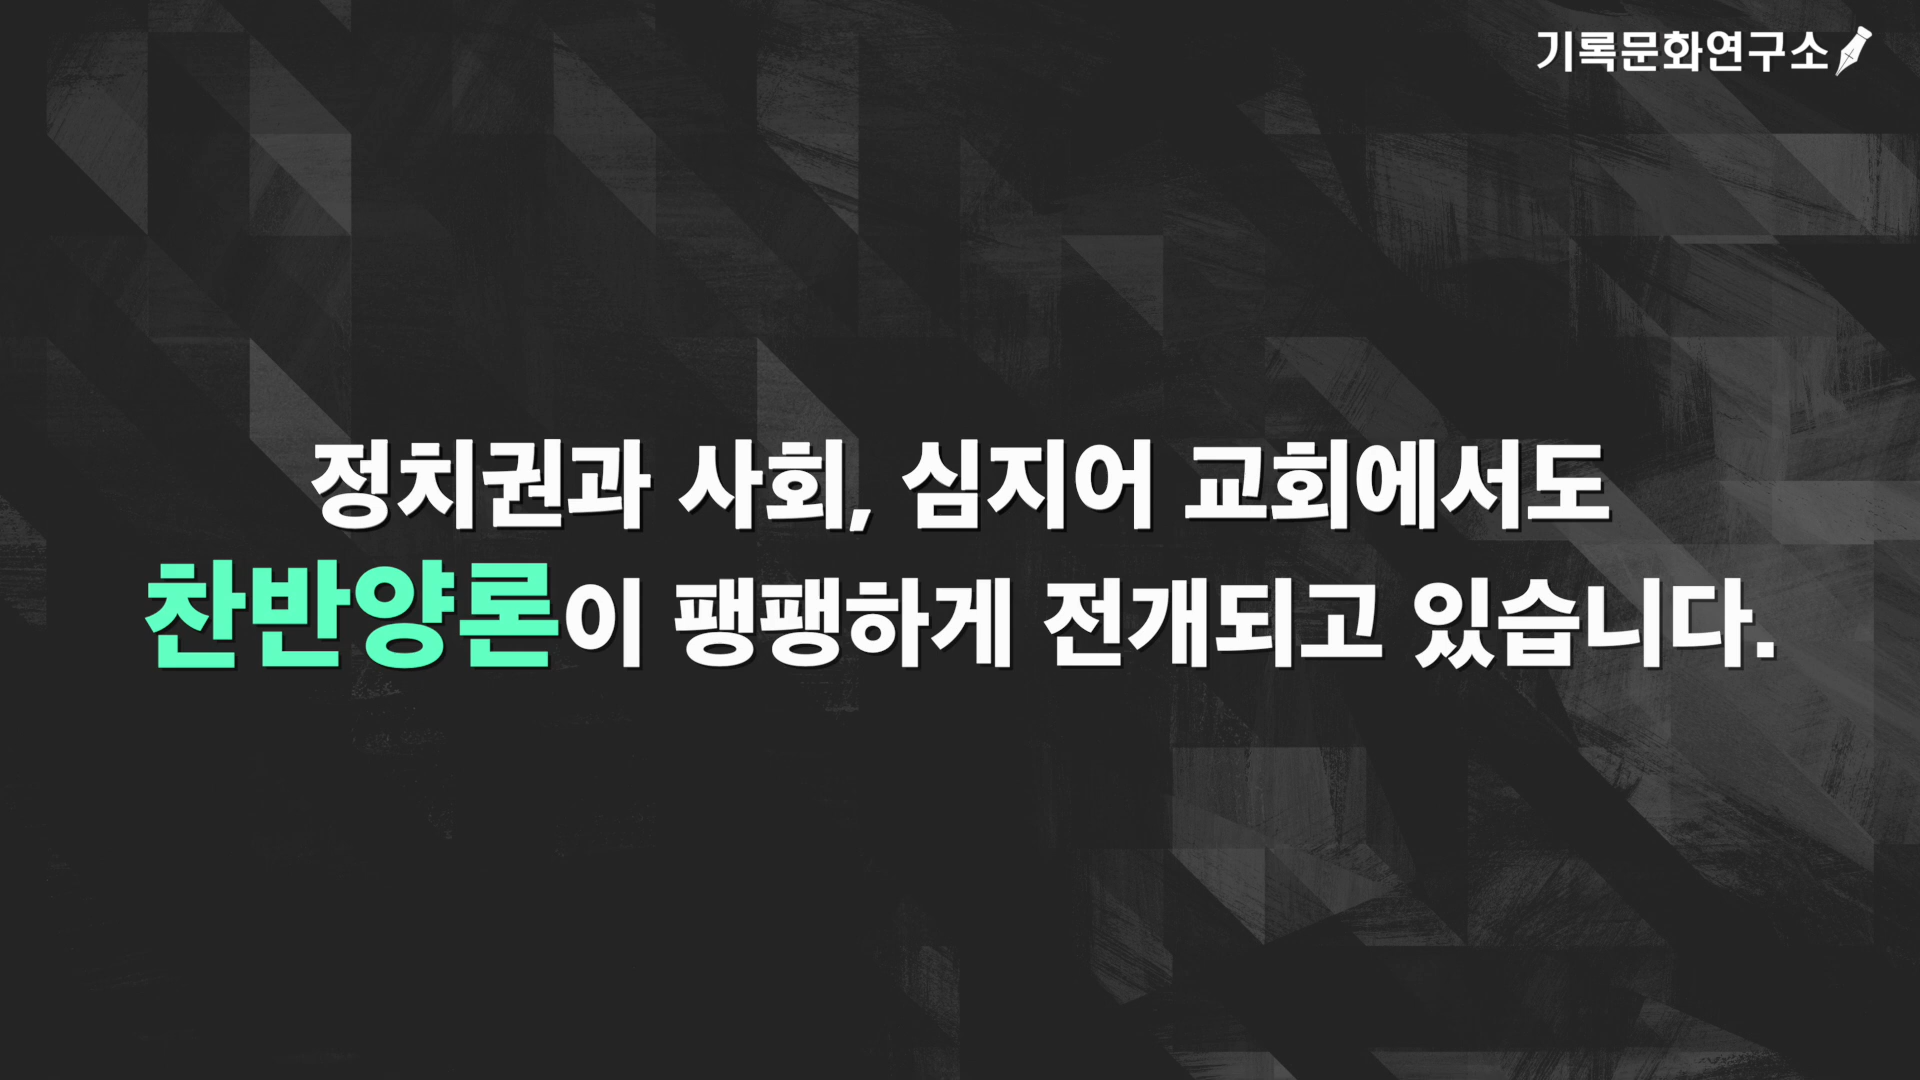 기록문화연구소
정치권과 사회, 심지어 교회에서도
찬반양론이 팽팽하게 전개되고 있습니다.